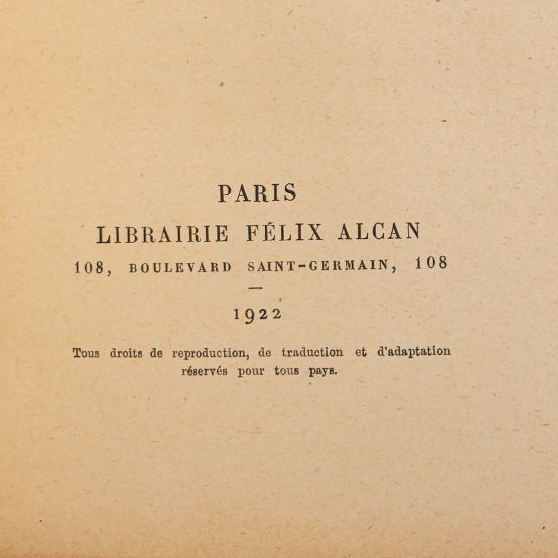 PARIS
LIBRAIRIE FÉLIX ALCAN
108, BOULEVARD SAINT-GERMAIN, 108
—
1922
Tous droits de reproduction, de traduction et d'adaptation
réservés pour tous pays.